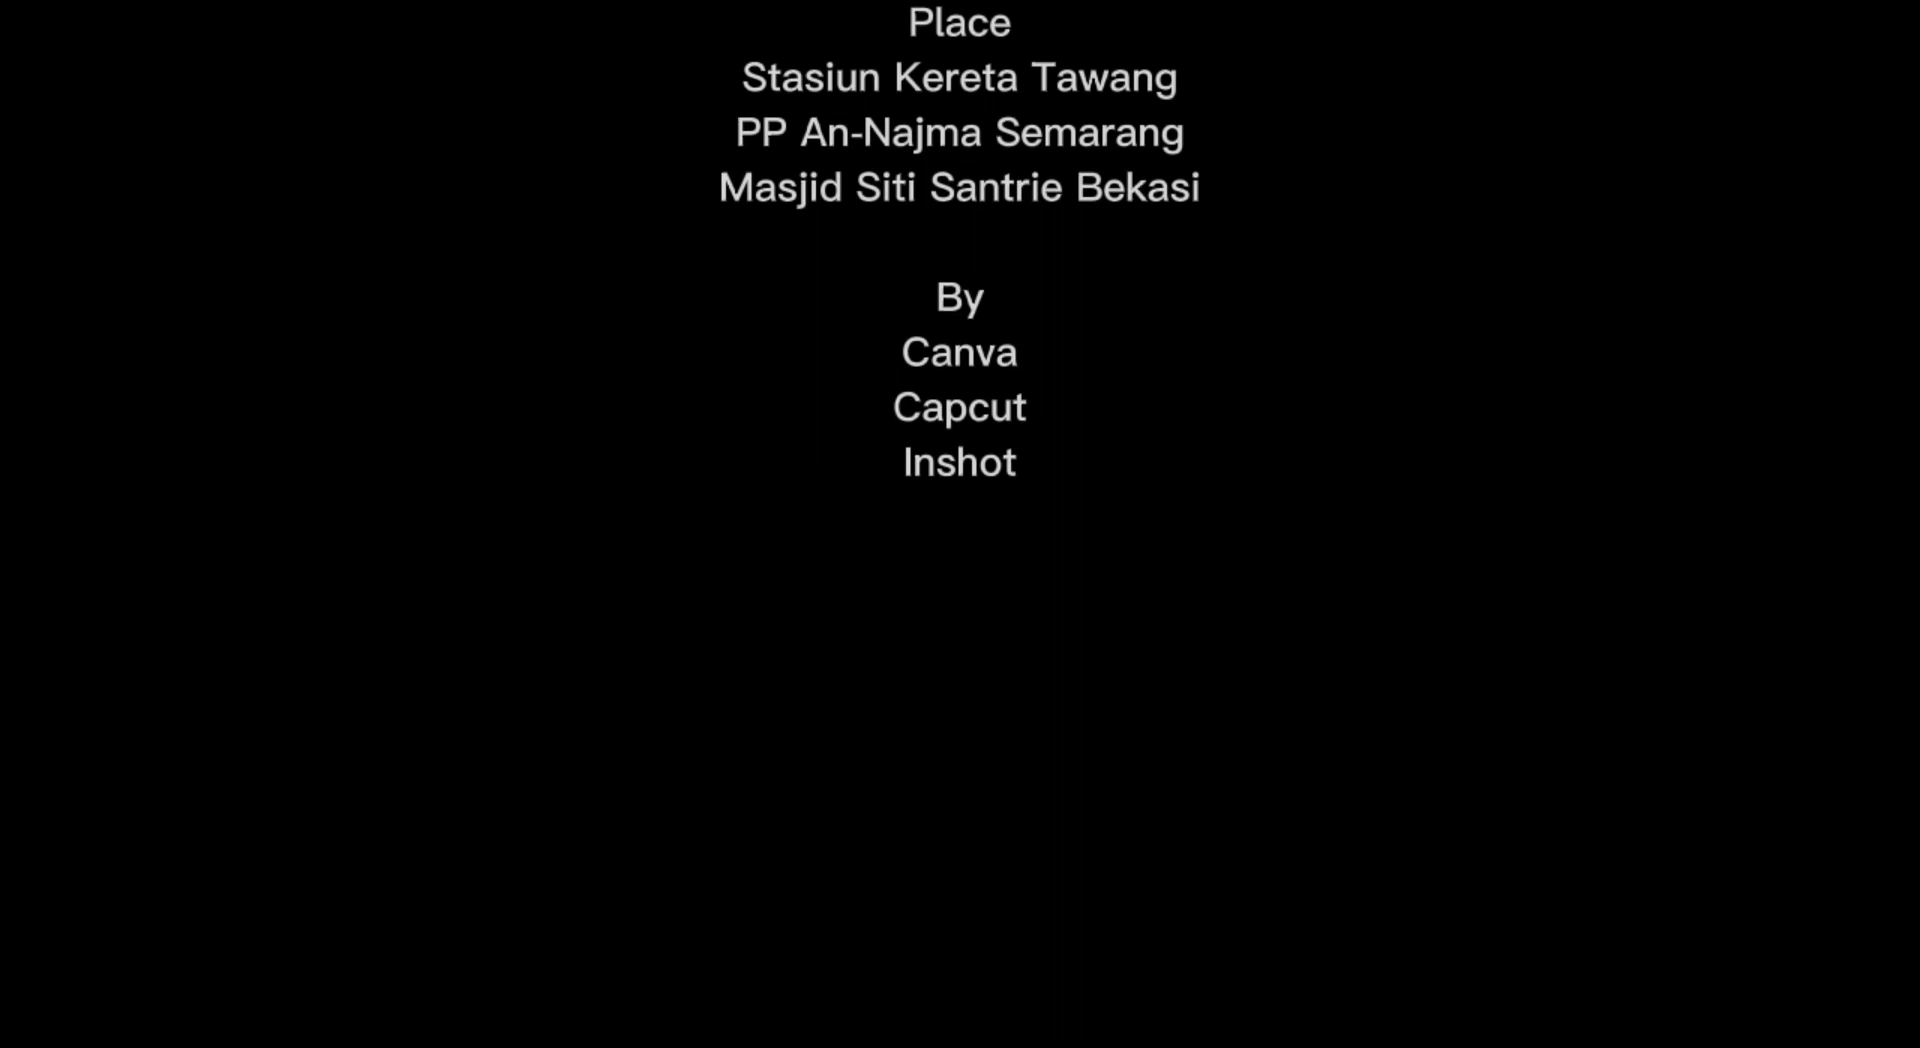 Place
Stasiun Kereta Tawang
PP An-Najma Semarang
Masjid Siti Santrie Bekasi
By
Canva
Capcut
Inshot